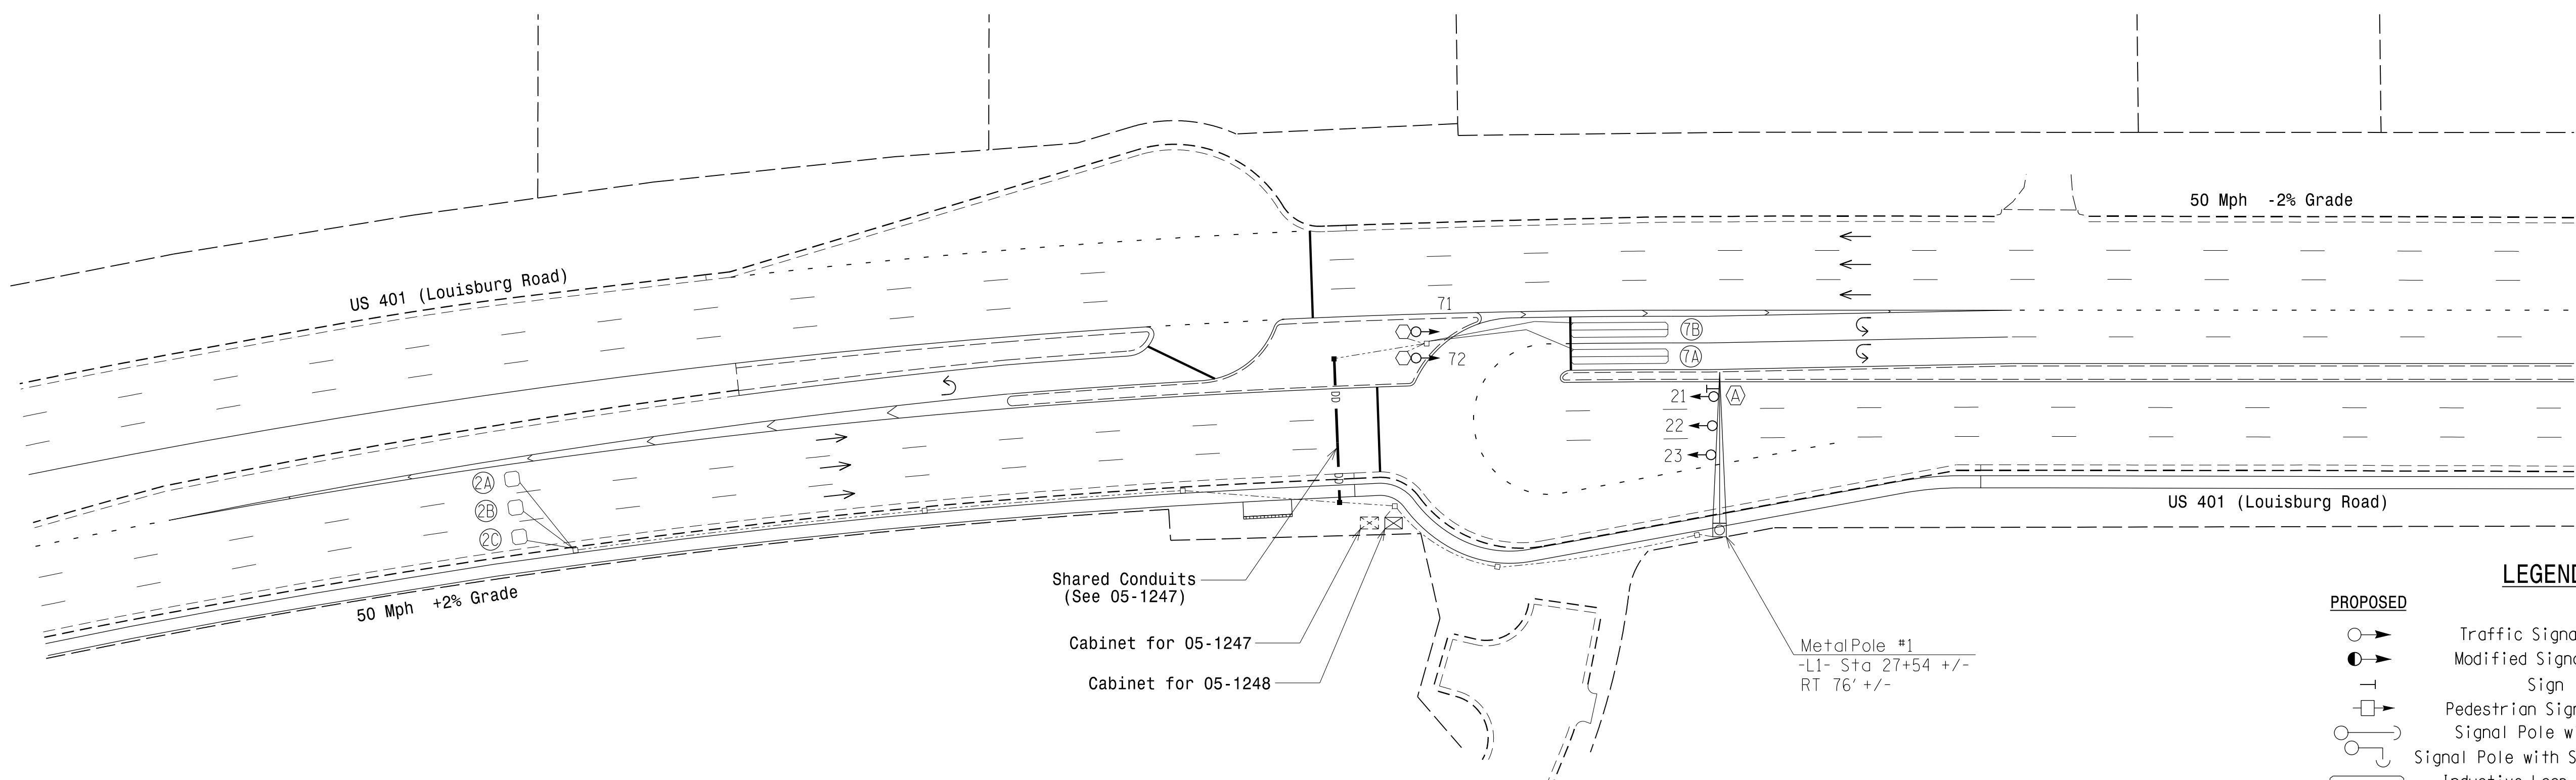 50 Mph  -2% Grade
US 401 (Louisburg Road)
71
72
7B
7A
21
A
22
23
2A
2B
2C
50 Mph  +2% Grade
US 401 (Louisburg Road)
Shared Conduits
(See 05-1247)
Cabinet for 05-1247
Cabinet for 05-1248
Metal Pole #1
-L1- Sta 27+54 +/-
RT 76' +/-
LEGEND
PROPOSED
Traffic Signa
Modified Signa
Sign
Pedestrian Sig
Signal Pole w
Signal Pole with S
Inductive Loop